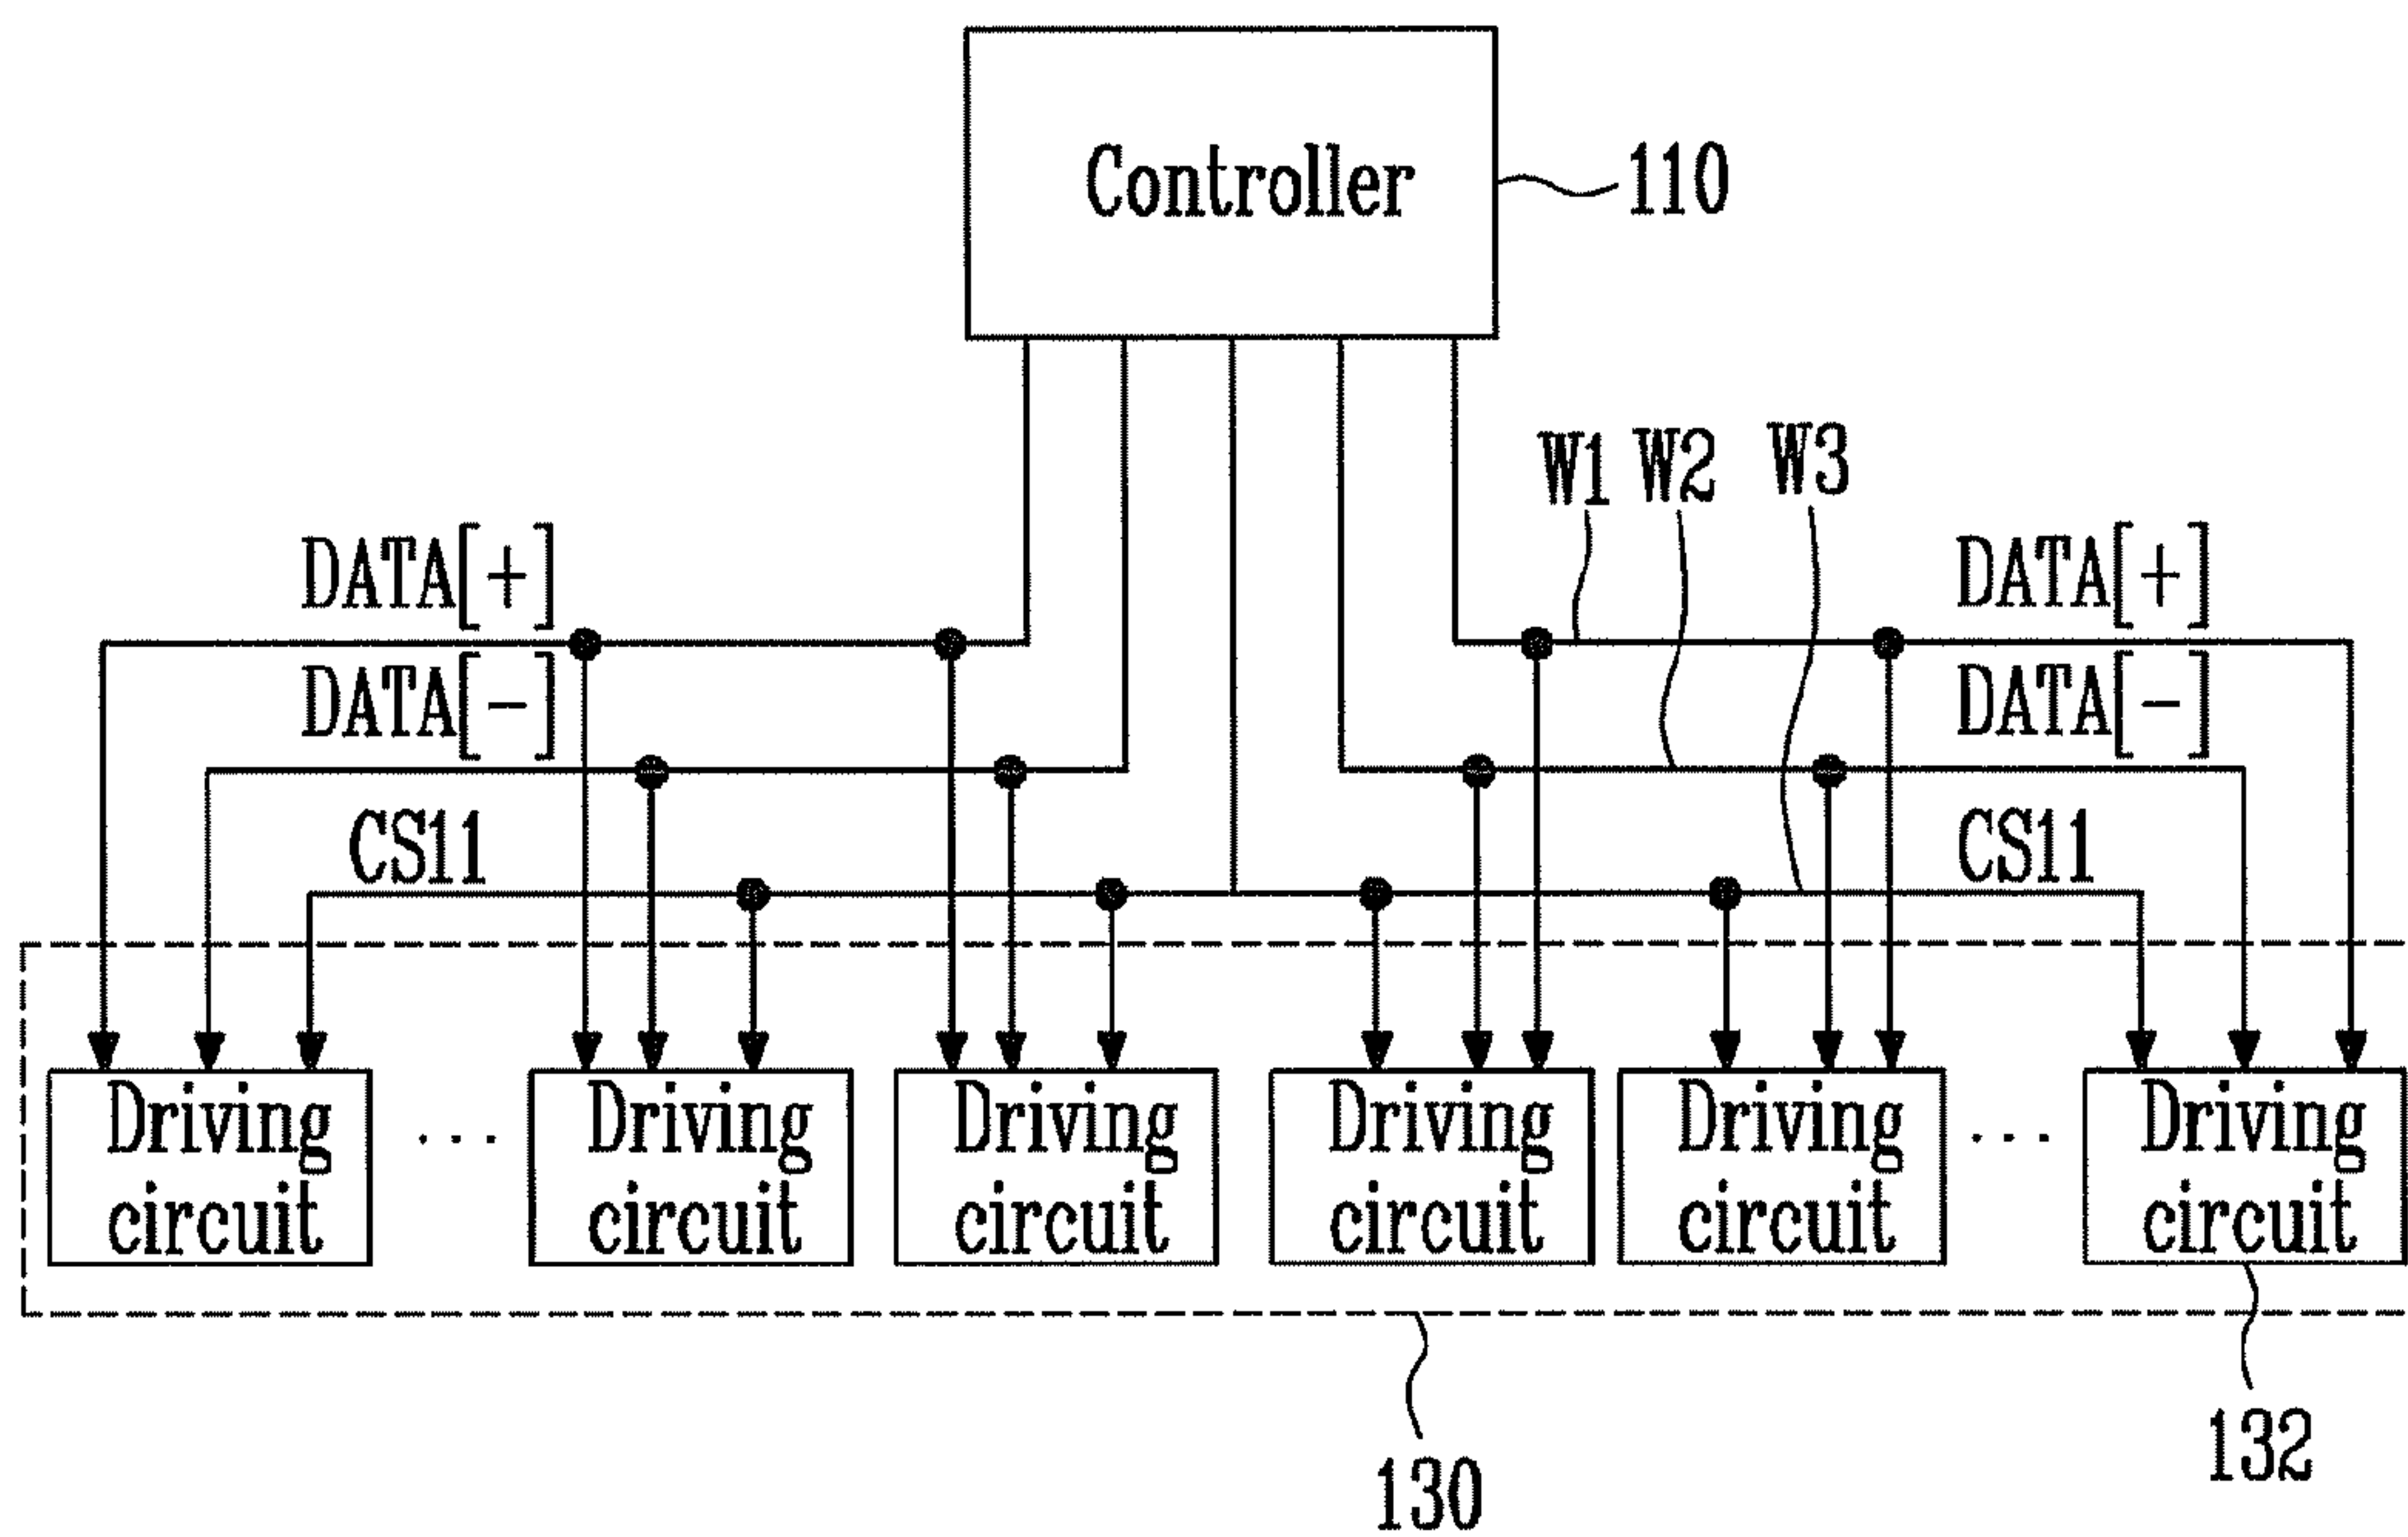 Controller
110
W1 W2 W3
DATA[+]
DATA[+]
DATA[-]
DATA[-]
CS11
CS11
Driving
circuit
...
Driving
circuit
Driving
circuit
Driving
circuit
Driving
circuit
...
Driving
circuit
130
132